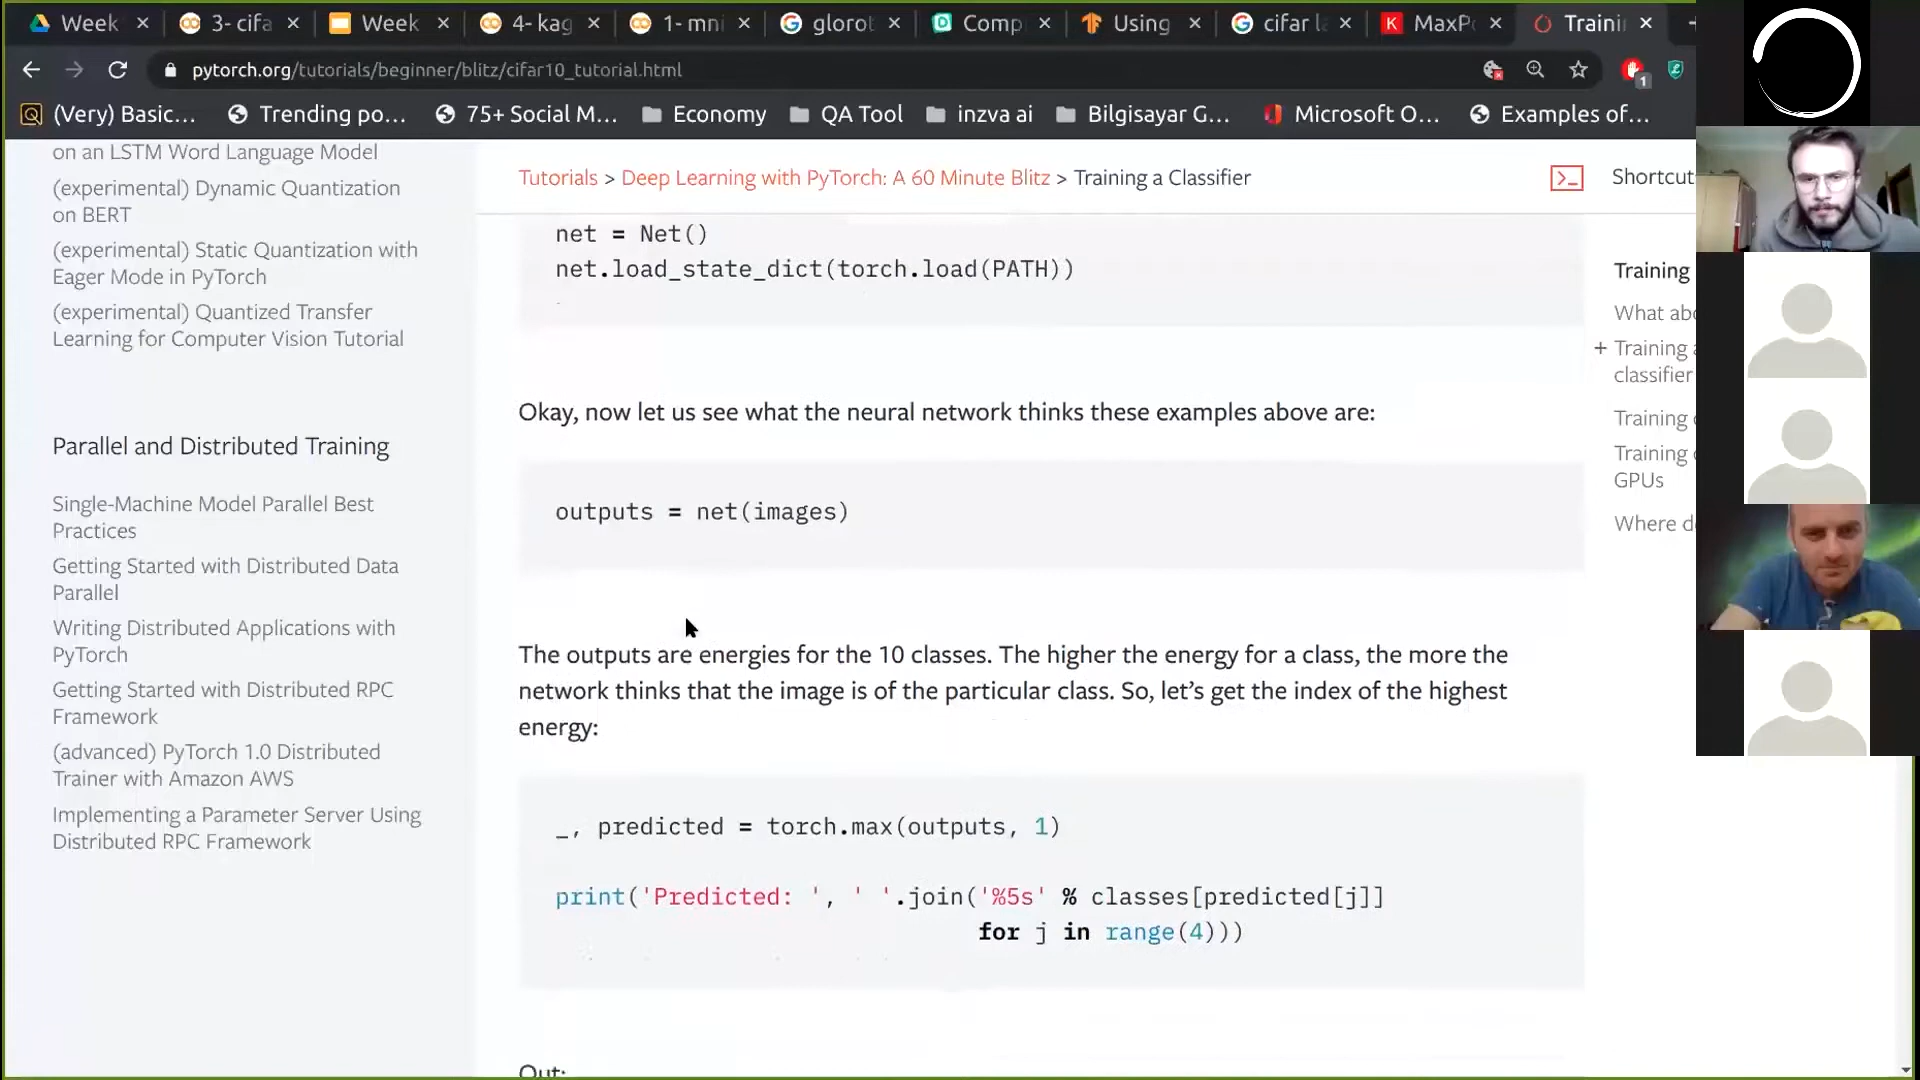 Week
3- cifa
Week
4- kag
1- mni
glorot
Comp
Using
cifar la
MaxPo
Trainin
pytorch.org/tutorials/beginner/blitz/cifar10_tutorial.html
1
(Very) Basic...
Trending po...
75+ Social M...
Economy
QA Tool
inzva ai
Bilgisayar G...
Microsoft O...
Examples of...
on an LSTM Word Language Model
(experimental) Dynamic Quantization
on BERT
(experimental) Static Quantization with
Eager Mode in PyTorch
(experimental) Quantized Transfer
Learning for Computer Vision Tutorial
Parallel and Distributed Training
Single-Machine Model Parallel Best
Practices
Getting Started with Distributed Data
Parallel
Writing Distributed Applications with
PyTorch
Getting Started with Distributed RPC
Framework
(advanced) PyTorch 1.0 Distributed
Trainer with Amazon AWS
Implementing a Parameter Server Using
Distributed RPC Framework
Tutorials > Deep Learning with PyTorch: A 60 Minute Blitz > Training a Classifier
net = Net()
net.load_state_dict(torch.load(PATH))
Okay, now let us see what the neural network thinks these examples above are:
outputs = net(images)
The outputs are energies for the 10 classes. The higher the energy for a class, the more the
network thinks that the image is of the particular class. So, let's get the index of the highest
energy:
_, predicted = torch.max(outputs, 1)
print('Predicted: ', ' '.join('%5s' % classes[predicted[j]]
for j in range(4)))
Out:
Shortcut
Training
What abo
+ Training a
classifier
Training o
Training o
GPUs
Where do